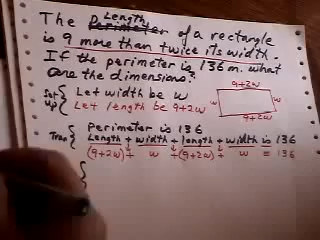 The Length of a rectangle
is 9 more than twice its width.
If the perimeter is 136 m. what
are the dimensions?
Set up { Let width be w
Let length be 9+2w
9+2w
w w
9+2w
Perimeter is 136
Tran { Length + width + length + width is 136
(9+2w) + w + (9+2w) + w = 136